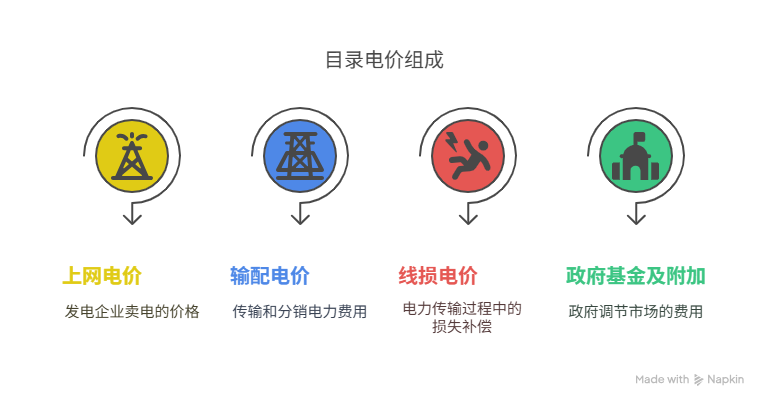 目录电价组成
上网电价
发电企业卖电的价格
输配电价
传输和分销电力费用
线损电价
电力传输过程中的
损失补偿
政府基金及附加
政府调节市场的费用
Made with Napkin